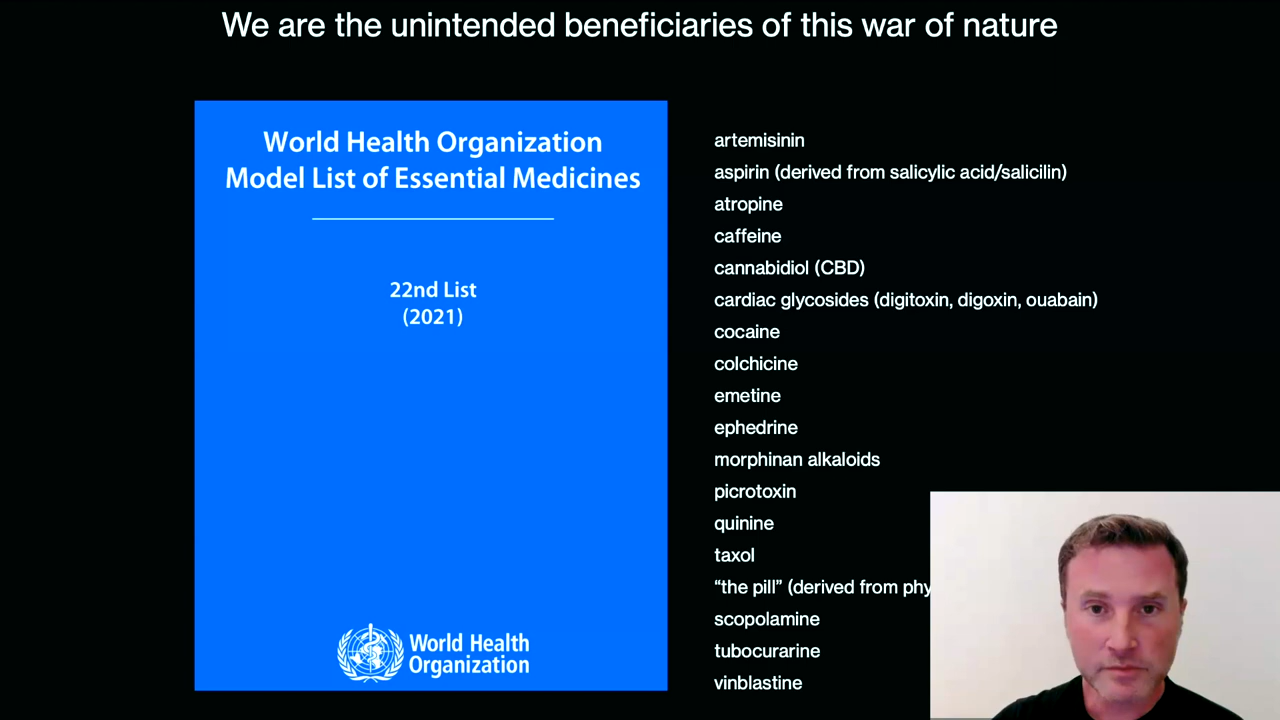 We are the unintended beneficiaries of this war of nature
World Health Organization
Model List of Essential Medicines
22nd List
(2021)
World Health
Organization
artemisinin
aspirin (derived from salicylic acid/salicilin)
atropine
caffeine
cannabidiol (CBD)
cardiac glycosides (digitoxin, digoxin, ouabain)
cocaine
colchicine
emetine
ephedrine
morphinan alkaloids
picrotoxin
quinine
taxol
“the pill” (derived from phy
scopolamine
tubocurarine
vinblastine